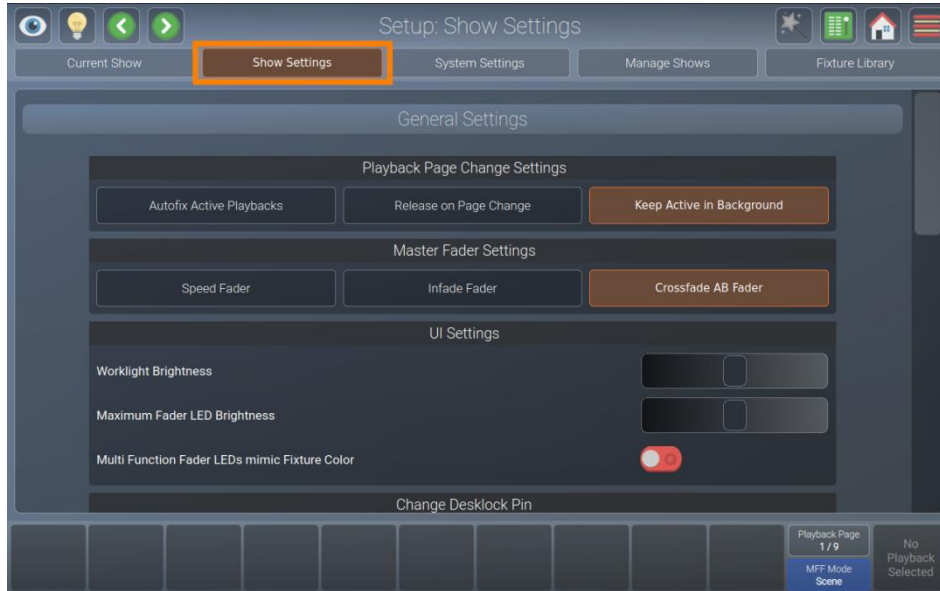 Setup: Show Settings
Current Show
Show Settings
System Settings
Manage Shows
Fixture Library
General Settings
Playback Page Change Settings
Autofix Active Playbacks
Release on Page Change
Keep Active in Background
Master Fader Settings
Speed Fader
Infade Fader
Crossfade AB Fader
UI Settings
Worklight Brightness
Maximum Fader LED Brightness
Multi Function Fader LEDs mimic Fixture Color
Change Desklock Pin
Playback Page
1/9
MFF Mode
Scene
No
Playback
Selected